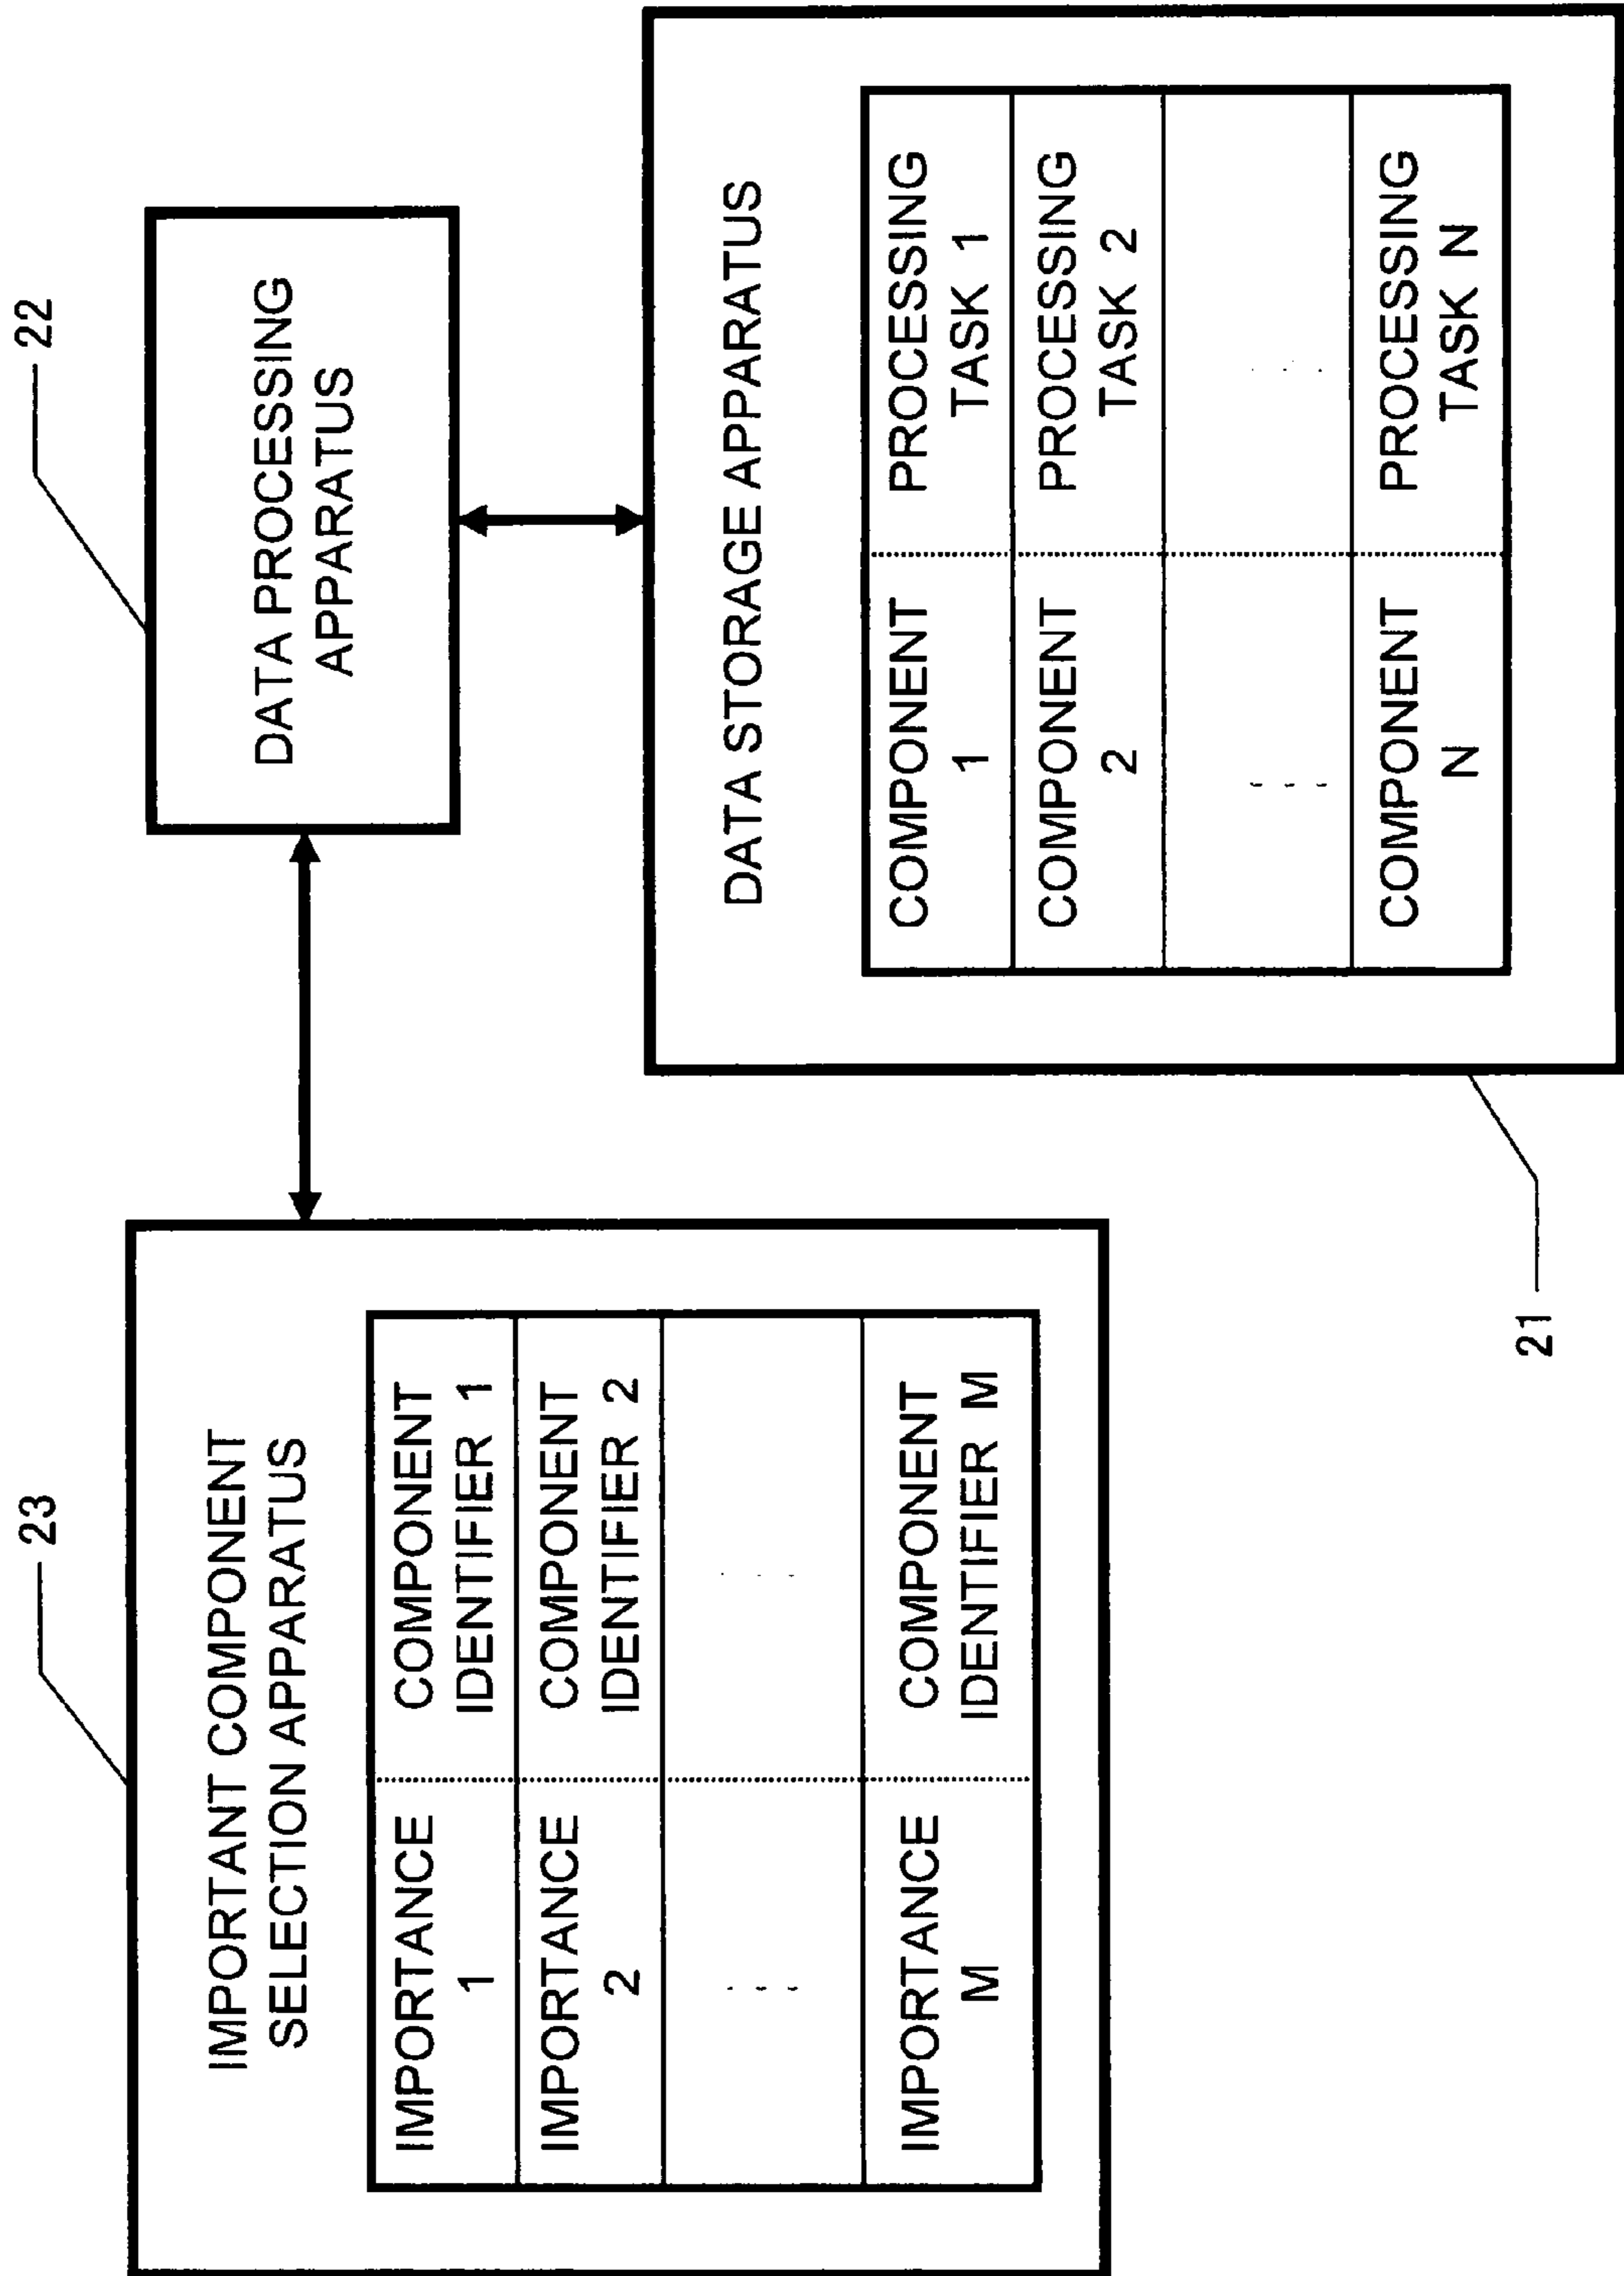 23
IMPORTANT COMPONENT
SELECTION APPARATUS
IMPORTANCE
1
COMPONENT
IDENTIFIER 1
IMPORTANCE
2
COMPONENT
IDENTIFIER 2
- - -
. . .
IMPORTANCE
M
COMPONENT
IDENTIFIER M
22
DATA PROCESSING
APPARATUS
DATA STORAGE APPARATUS
COMPONENT
1
PROCESSING
TASK 1
COMPONENT
2
PROCESSING
TASK 2
- - -
. . .
COMPONENT
N
PROCESSING
TASK N
21